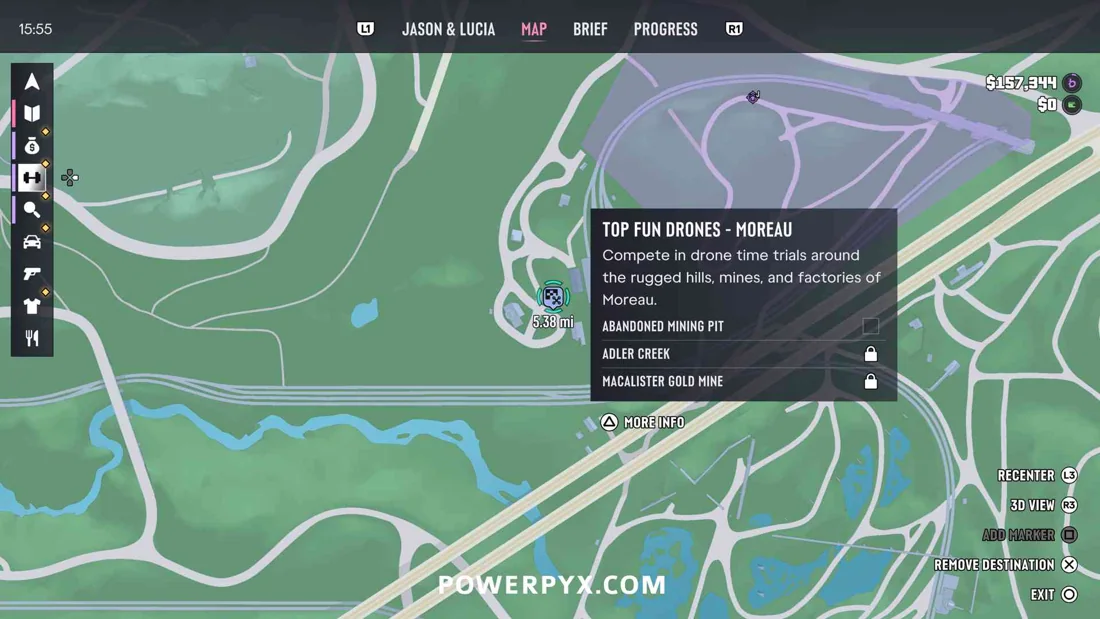 15:55
L1
JASON & LUCIA
MAP
BRIEF
PROGRESS
R1
$157,344
$0
TOP FUN DRONES - MOREAU
Compete in drone time trials around
the rugged hills, mines, and factories of
Moreau.
ABANDONED MINING PIT
ADLER CREEK
MACALISTER GOLD MINE
5.38 mi
MORE INFO
RECENTER L3
3D VIEW R3
ADD MARKER
REMOVE DESTINATION
EXIT
POWERPYX.COM